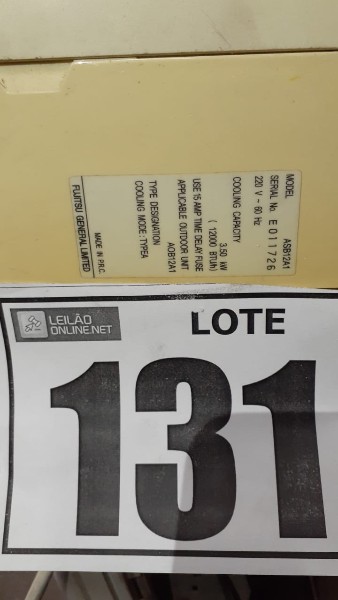 MODEL ASB12A1
SERIAL No. E011726
220 V ~ 60 Hz
COOLING CAPACITY
3.50 kW
( 12000 BTU/h )
USE 15 AMP TIME DELAY FUSE
APPLICABLE OUTDOOR UNIT
AOB12A1
TYPE DESIGNATION
COOLING MODE : TYPEA
MADE IN P.R.C.
FUJITSU GENERAL LIMITED
LEILÃO
ONLINE.NET
LOTE
131